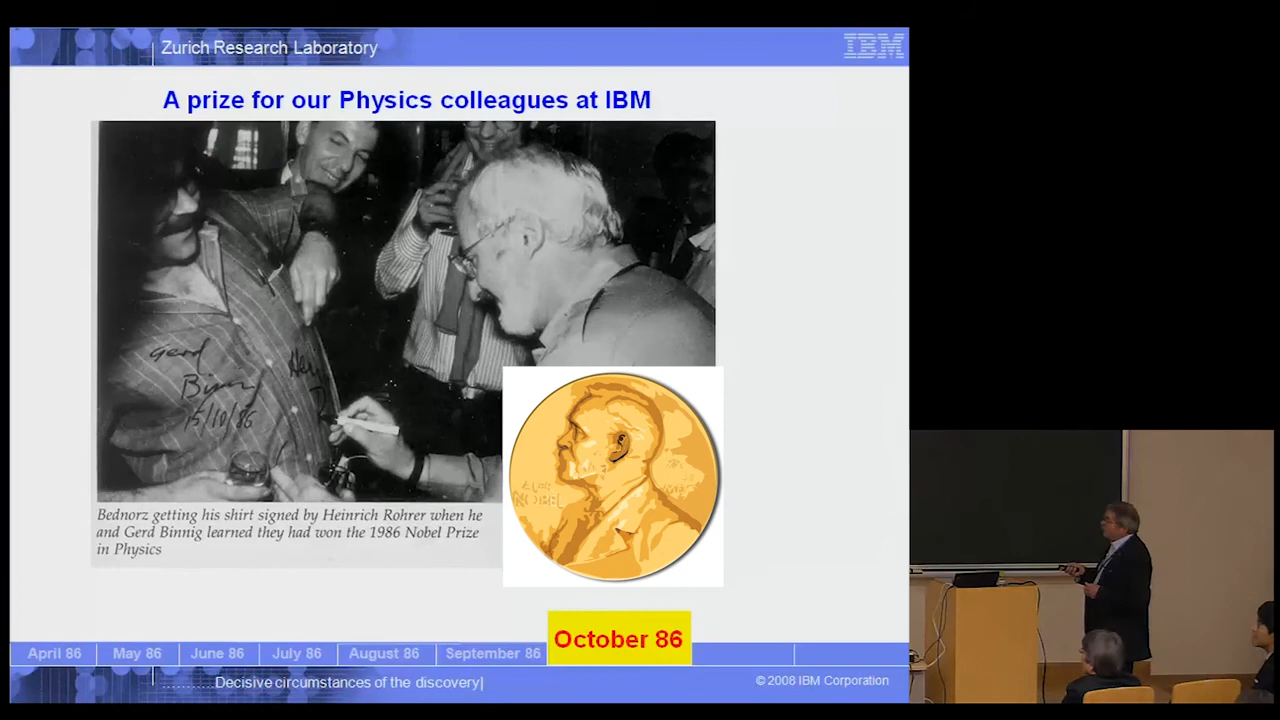 Zurich Research Laboratory
IBM
A prize for our Physics colleagues at IBM
Gerd
Binnig
15/10/86
NOBEL
Bednorz getting his shirt signed by Heinrich Rohrer when he
and Gerd Binnig learned they had won the 1986 Nobel Prize
in Physics
October 86
April 86 May 86 June 86 July 86 August 86 September 86
Decisive circumstances of the discovery|
© 2008 IBM Corporation